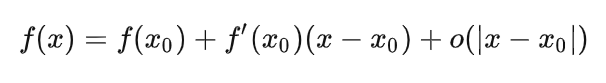 f(x) = f(x₀) + f′(x₀)(x − x₀) + o(|x − x₀|)